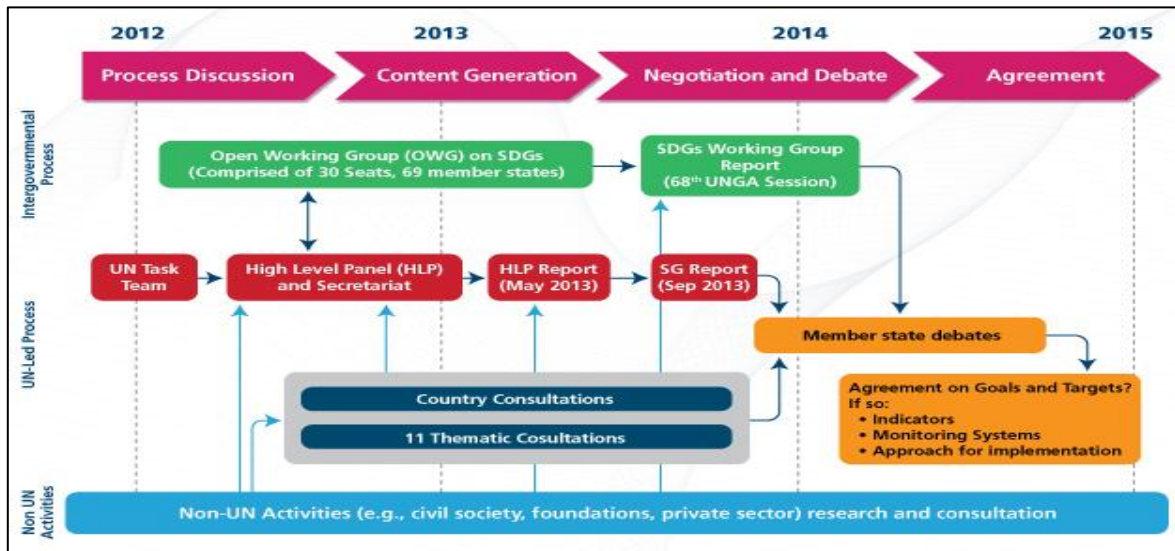 2012
2013
2014
2015
Process Discussion
Content Generation
Negotiation and Debate
Agreement
Intergovernmental
Process
Open Working Group (OWG) on SDGs
(Comprised of 30 Seats, 69 member states)
SDGs Working Group
Report
(68th UNGA Session)
UN-Led Process
UN Task
Team
High Level Panel (HLP)
and Secretariat
HLP Report
(May 2013)
SG Report
(Sep 2013)
Member state debates
Country Consultations
11 Thematic Cosultations
Agreement on Goals and Targets?
If so:
• Indicators
• Monitoring Systems
• Approach for implementation
Non UN
Activities
Non-UN Activities (e.g., civil society, foundations, private sector) research and consultation